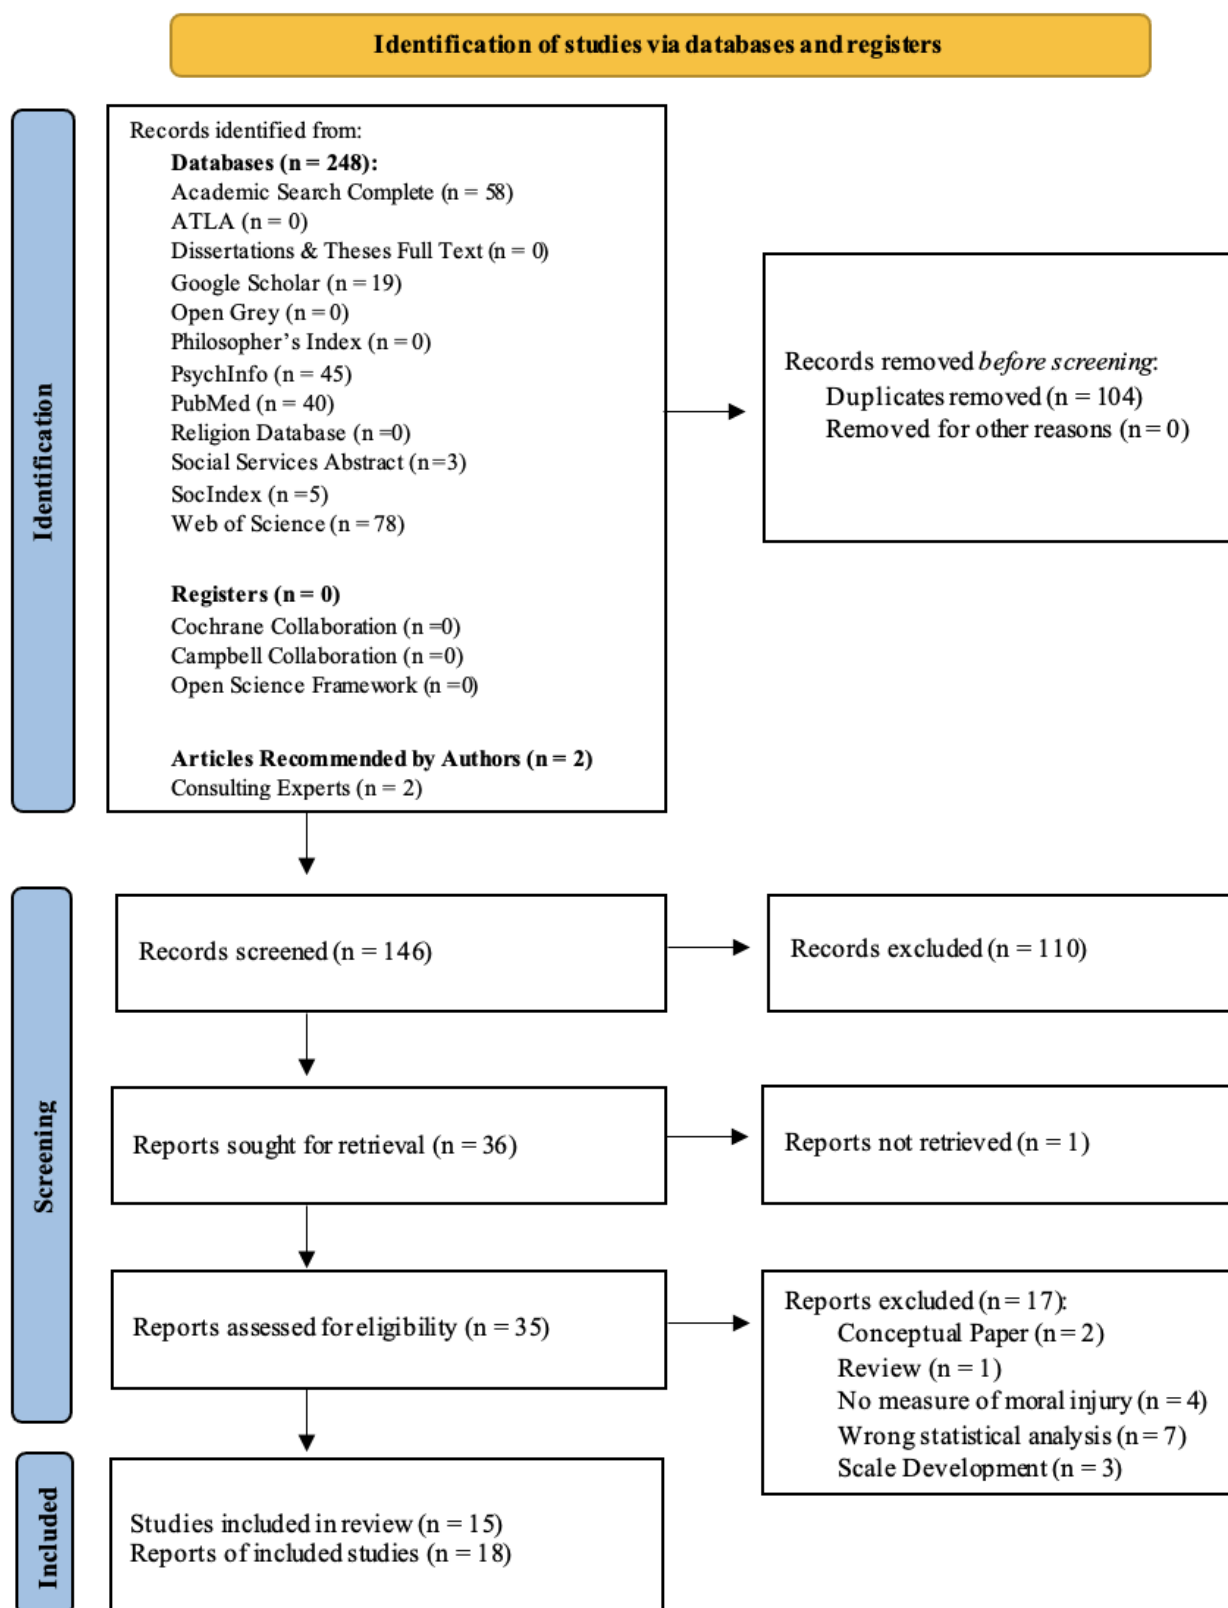 Identification of studies via databases and registers
Identification
Records identified from:
Databases (n = 248):
Academic Search Complete (n = 58)
ATLA (n = 0)
Dissertations & Theses Full Text (n = 0)
Google Scholar (n = 19)
Open Grey (n = 0)
Philosopher's Index (n = 0)
PsychInfo (n = 45)
PubMed (n = 40)
Religion Database (n =0)
Social Services Abstract (n=3)
SocIndex (n =5)
Web of Science (n = 78)
Registers (n = 0)
Cochrane Collaboration (n =0)
Campbell Collaboration (n =0)
Open Science Framework (n =0)
Articles Recommended by Authors (n = 2)
Consulting Experts (n = 2)
Records removed before screening:
Duplicates removed (n = 104)
Removed for other reasons (n = 0)
Screening
Records screened (n = 146)
Records excluded (n = 110)
Reports sought for retrieval (n = 36)
Reports not retrieved (n = 1)
Reports assessed for eligibility (n = 35)
Reports excluded (n = 17):
Conceptual Paper (n = 2)
Review (n = 1)
No measure of moral injury (n = 4)
Wrong statistical analysis (n = 7)
Scale Development (n = 3)
Included
Studies included in review (n = 15)
Reports of included studies (n = 18)